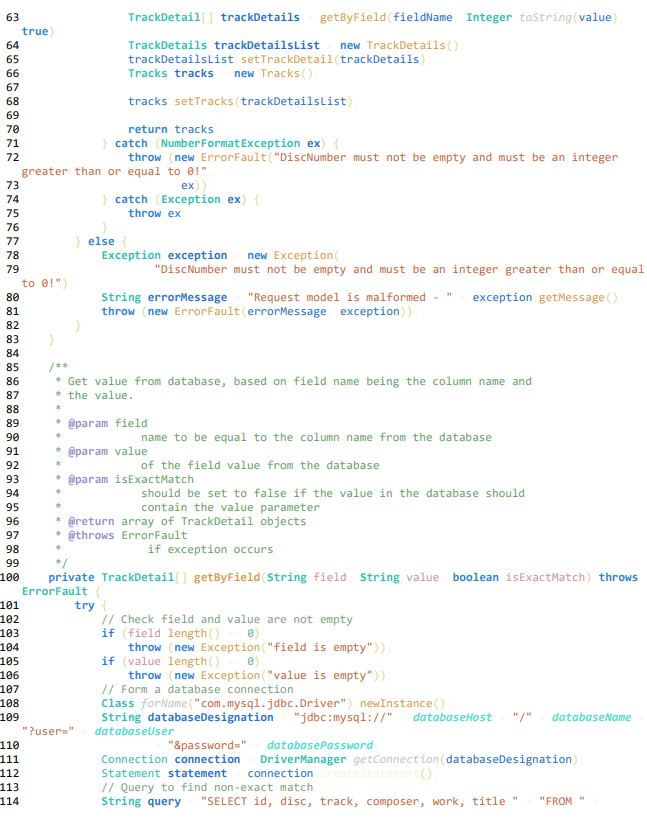 63 TrackDetail[] trackDetails getByField(fieldName Integer toString(value)
true)
64 TrackDetails trackDetailsList new TrackDetails()
65 trackDetailsList setTrackDetail(trackDetails)
66 Tracks tracks new Tracks()
67
68 tracks setTracks(trackDetailsList)
69
70 return tracks
71 } catch (NumberFormatException ex) {
72 throw (new ErrorFault("DiscNumber must not be empty and must be an integer
greater than or equal to 0!"
73 ex))
74 } catch (Exception ex) {
75 throw ex
76 }
77 } else {
78 Exception exception new Exception(
79 "DiscNumber must not be empty and must be an integer greater than or equal
to 0!")
80 String errorMessage "Request model is malformed - " exception getMessage()
81 throw (new ErrorFault(errorMessage exception))
82 }
83 }
84
85 /**
86 * Get value from database, based on field name being the column name and
87 * the value.
88 *
89 * @param field
90 * name to be equal to the column name from the database
91 * @param value
92 * of the field value from the database
93 * @param isExactMatch
94 * should be set to false if the value in the database should
95 * contain the value parameter
96 * @return array of TrackDetail objects
97 * @throws ErrorFault
98 * if exception occurs
99 */
100 private TrackDetail[] getByField(String field String value boolean isExactMatch) throws
ErrorFault {
101 try {
102 // Check field and value are not empty
103 if (field length() == 0)
104 throw (new Exception("field is empty"))
105 if (value length() == 0)
106 throw (new Exception("value is empty"))
107 // Form a database connection
108 Class forName("com.mysql.jdbc.Driver") newInstance()
109 String databaseDesignation "jdbc:mysql://" databaseHost "/" databaseName
"?user=" databaseUser
110 "&password=" databasePassword
111 Connection connection DriverManager getConnection(databaseDesignation)
112 Statement statement connection createStatement()
113 // Query to find non-exact match
114 String query "SELECT id, disc, track, composer, work, title " "FROM "